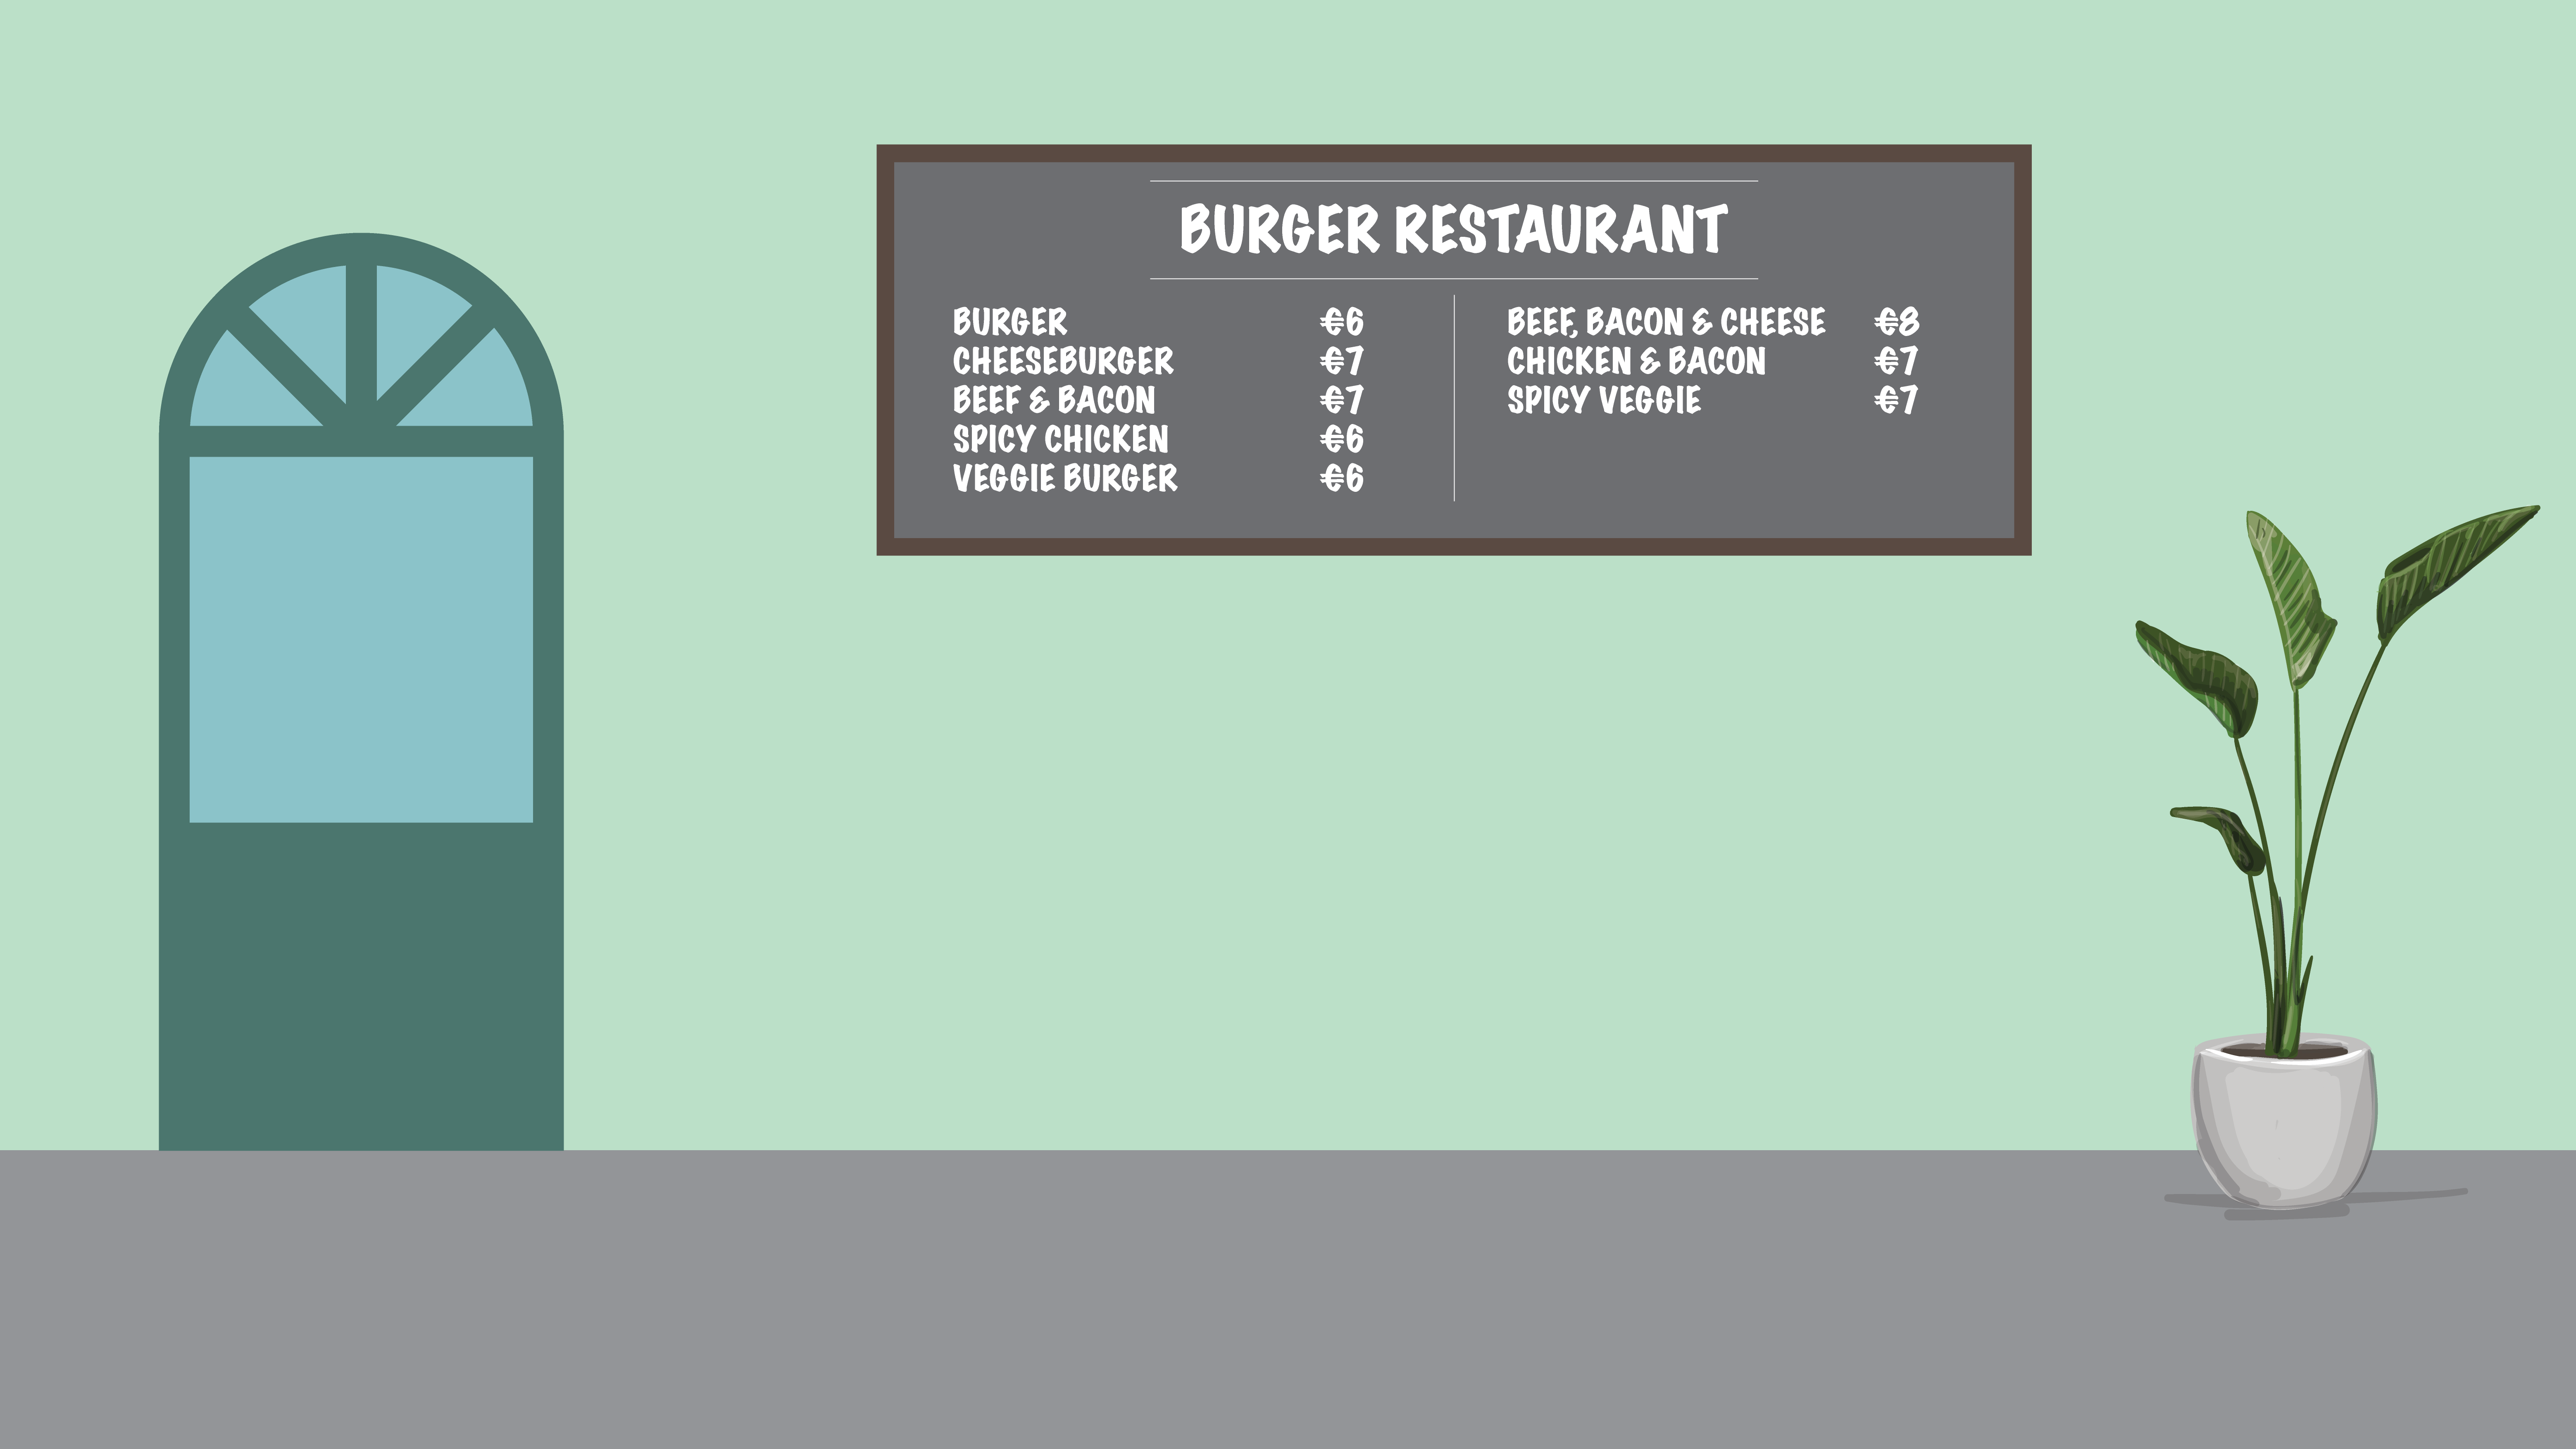 BURGER RESTAURANT
BURGER €6
CHEESEBURGER €7
BEEF & BACON €7
SPICY CHICKEN €6
VEGGIE BURGER €6
BEEF, BACON & CHEESE €8
CHICKEN & BACON €7
SPICY VEGGIE €7